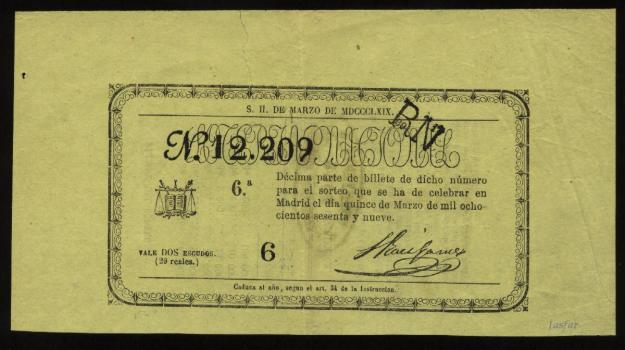 S. II. DE MARZO DE MDCCCLXIX.
N. 12.209
6.ª
Décima parte de billete de dicho número
para el sorteo que se ha de celebrar en
Madrid el dia quince de Marzo de mil ocho-
cientos sesenta y nueve.
VALE DOS ESCUDOS.
(20 reales.)
6
Caduca al año, segun el art. 34 de la Instruccion.